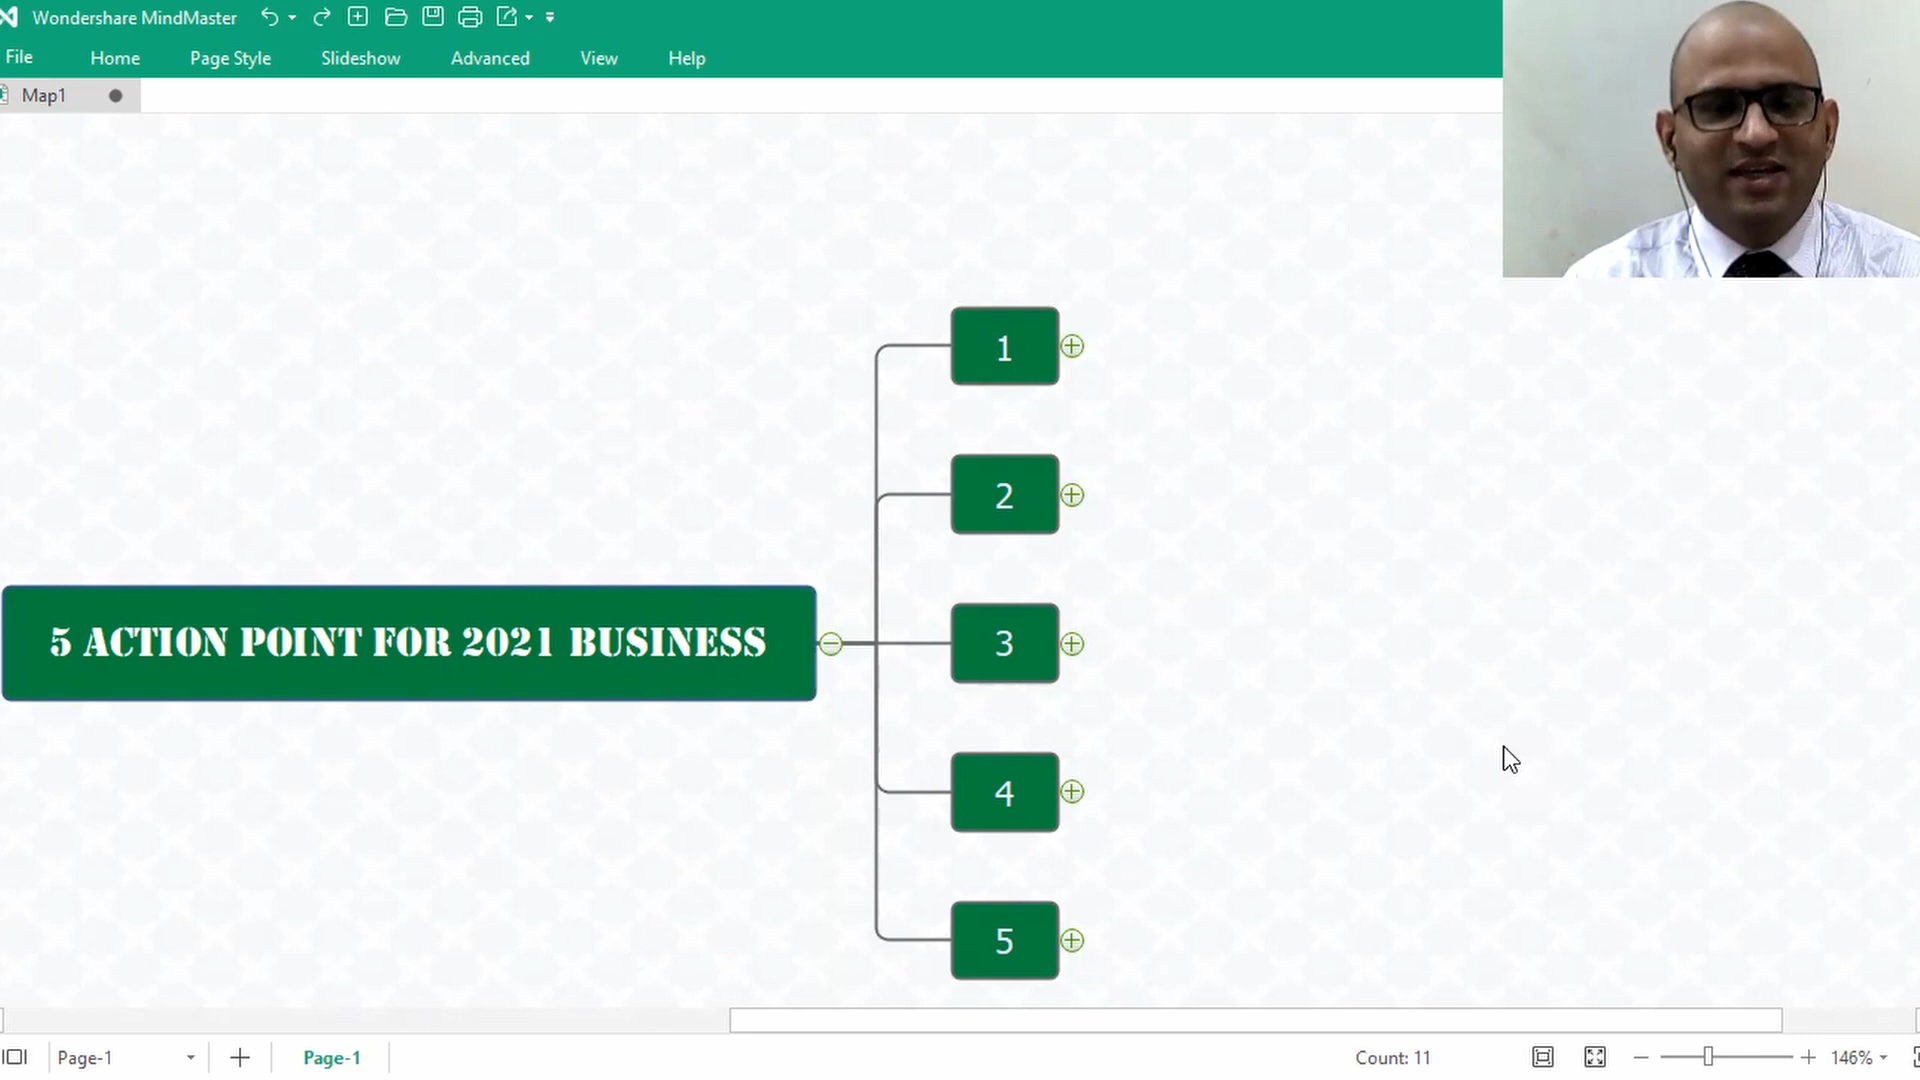 Wondershare MindMaster
File Home Page Style Slideshow Advanced View Help
Map1
1
2
5 ACTION POINT FOR 2021 BUSINESS
3
4
5
Page-1 Page-1 Count: 11 146%